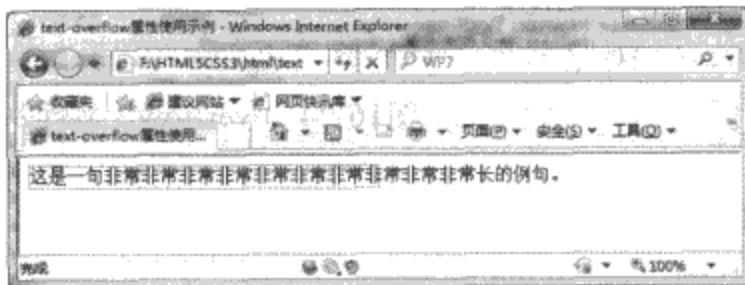 text-overflow属性使用示例 - Windows Internet Explorer
F:\HTML5CSS3\html\text
WP7
收藏夹 建议网站 网页快讯库
text-overflow属性使用... 页面(P) 安全(S) 工具(O)
这是一句非常非常非常非常非常非常非常非常非常长的例句。
完成 100%